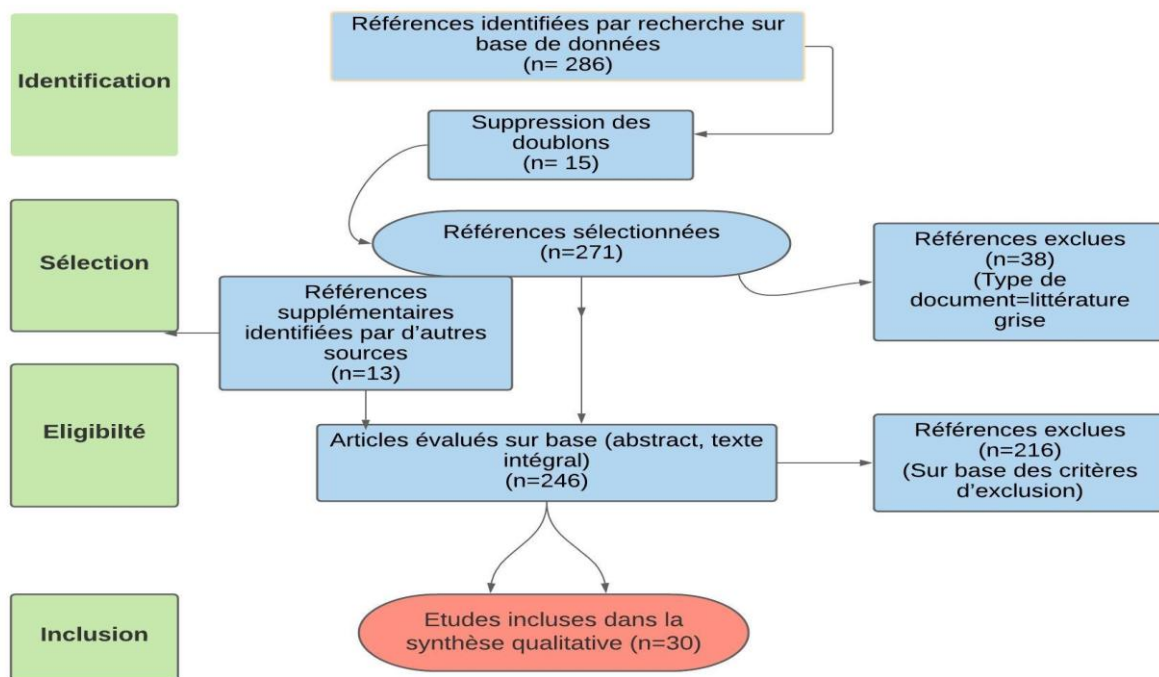 Identification
Références identifiées par recherche sur
base de données
(n= 286)
Suppression des
doublons
(n= 15)
Sélection
Références sélectionnées
(n=271)
Références exclues
(n=38)
(Type de
document=littérature
grise
Références
supplémentaires
identifiées par d'autres
sources
(n=13)
Eligibilté
Articles évalués sur base (abstract, texte
intégral)
(n=246)
Références exclues
(n=216)
(Sur base des critères
d'exclusion)
Inclusion
Etudes incluses dans la
synthèse qualitative (n=30)